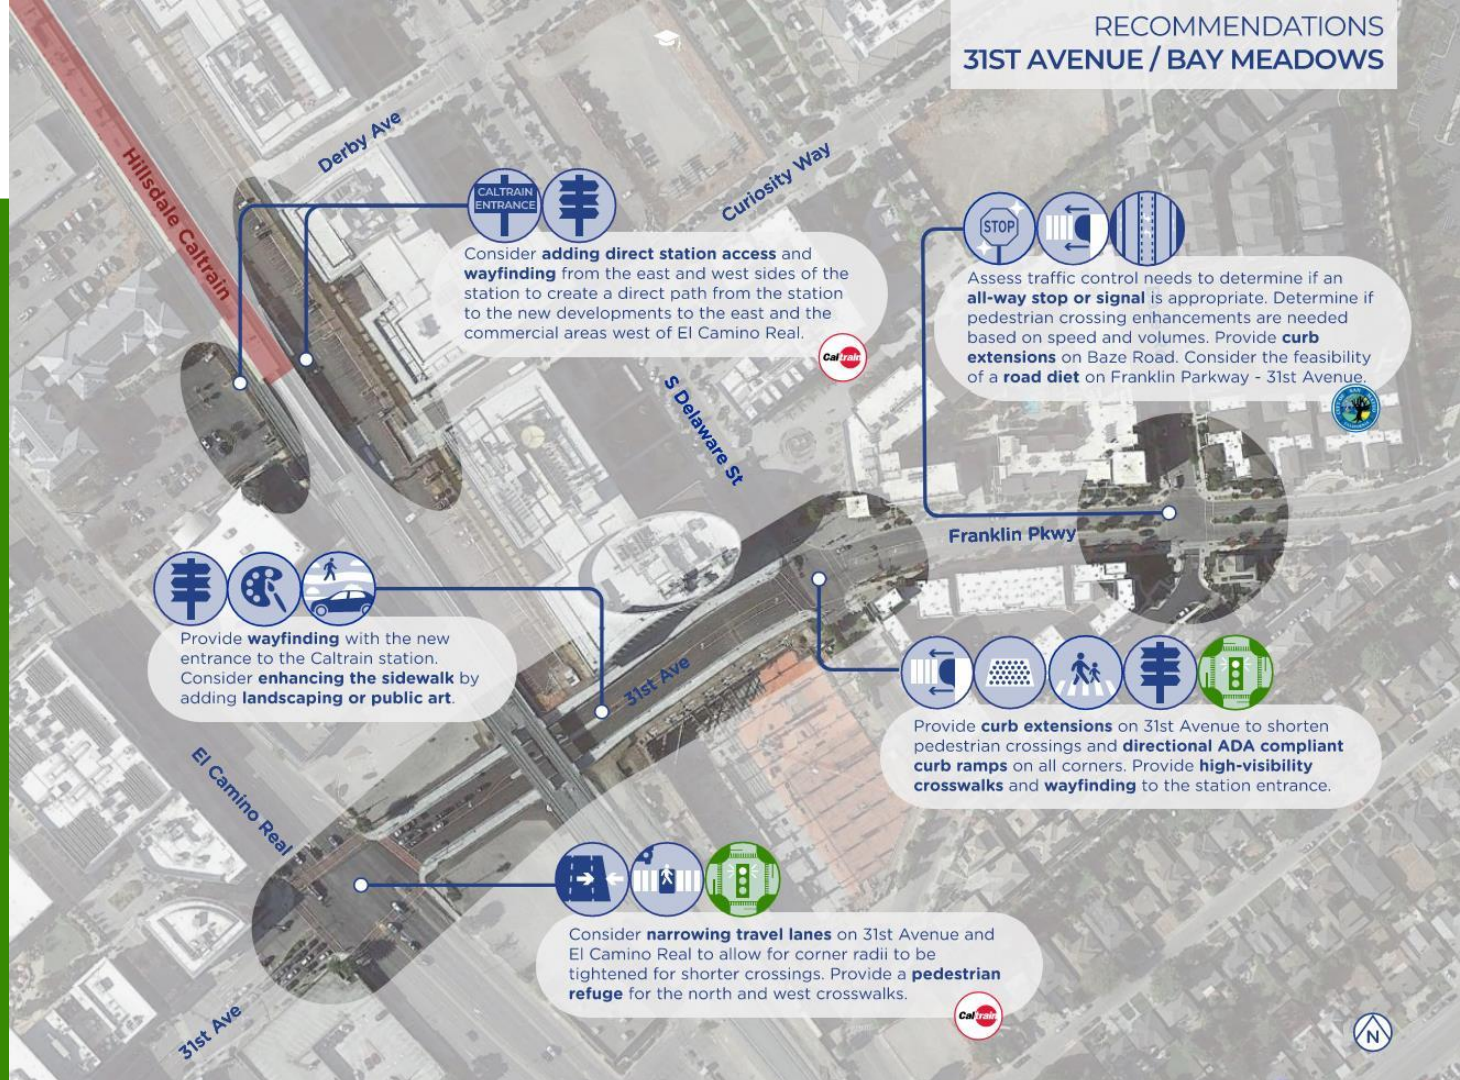 RECOMMENDATIONS
31ST AVENUE / BAY MEADOWS
Derby Ave
Curiosity Way
Hillsdale Caltrain
CALTRAIN
ENTRANCE
Consider adding direct station access and
wayfinding from the east and west sides of the
station to create a direct path from the station
to the new developments to the east and the
commercial areas west of El Camino Real.
Caltrain
STOP
Assess traffic control needs to determine if an
all-way stop or signal is appropriate. Determine if
pedestrian crossing enhancements are needed
based on speed and volumes. Provide curb
extensions on Baze Road. Consider the feasibility
of a road diet on Franklin Parkway - 31st Avenue.
S Delaware St
Franklin Pkwy
Provide wayfinding with the new
entrance to the Caltrain station.
Consider enhancing the sidewalk by
adding landscaping or public art.
31st Ave
Provide curb extensions on 31st Avenue to shorten
pedestrian crossings and directional ADA compliant
curb ramps on all corners. Provide high-visibility
crosswalks and wayfinding to the station entrance.
El Camino Real
Consider narrowing travel lanes on 31st Avenue and
El Camino Real to allow for corner radii to be
tightened for shorter crossings. Provide a pedestrian
refuge for the north and west crosswalks.
Caltrain
31st Ave
N